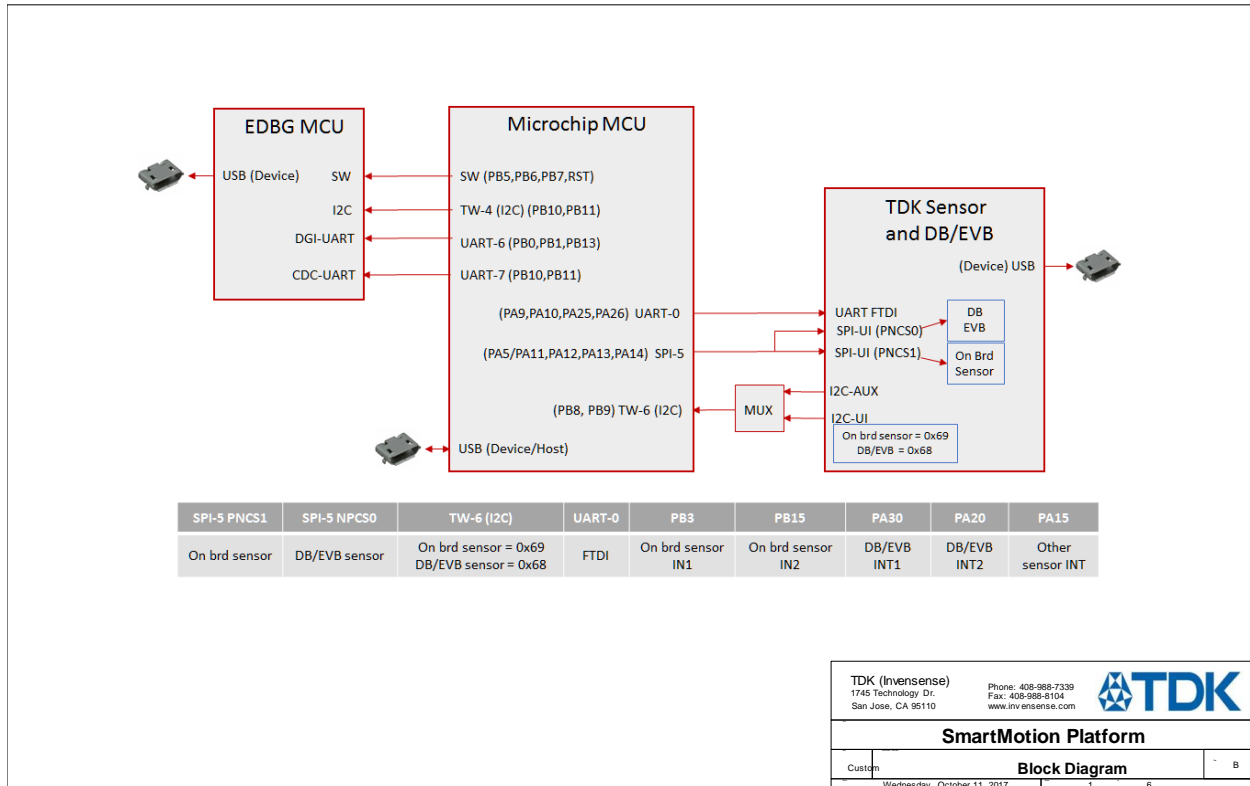 EDBG MCU
USB (Device)
SW
I2C
DGI-UART
CDC-UART
Microchip MCU
SW (PB5,PB6,PB7,RST)
TW-4 (I2C) (PB10,PB11)
UART-6 (PB0,PB1,PB13)
UART-7 (PB10,PB11)
(PA9,PA10,PA25,PA26) UART-0
(PA5/PA11,PA12,PA13,PA14) SPI-5
(PB8, PB9) TW-6 (I2C)
USB (Device/Host)
MUX
TDK Sensor
and DB/EVB
(Device) USB
UART FTDI
SPI-UI (PNCS0)
SPI-UI (PNCS1)
DB
EVB
On Brd
Sensor
I2C-AUX
I2C-UI
On brd sensor = 0x69
DB/EVB = 0x68
SPI-5 PNCS1 SPI-5 NPCS0 TW-6 (I2C) UART-0 PB3 PB15 PA30 PA20 PA15
On brd sensor
DB/EVB sensor
On brd sensor = 0x69
DB/EVB sensor = 0x68
FTDI
On brd sensor
IN1
On brd sensor
IN2
DB/EVB
INT1
DB/EVB
INT2
Other
sensor INT
TDK (Invensense)
1745 Technology Dr.
San Jose, CA 95110
Phone: 408-988-7339
Fax: 408-988-8104
www.invensense.com
TDK
SmartMotion Platform
Custom
Block Diagram
B
Wednesday, October 11, 2017
1
6